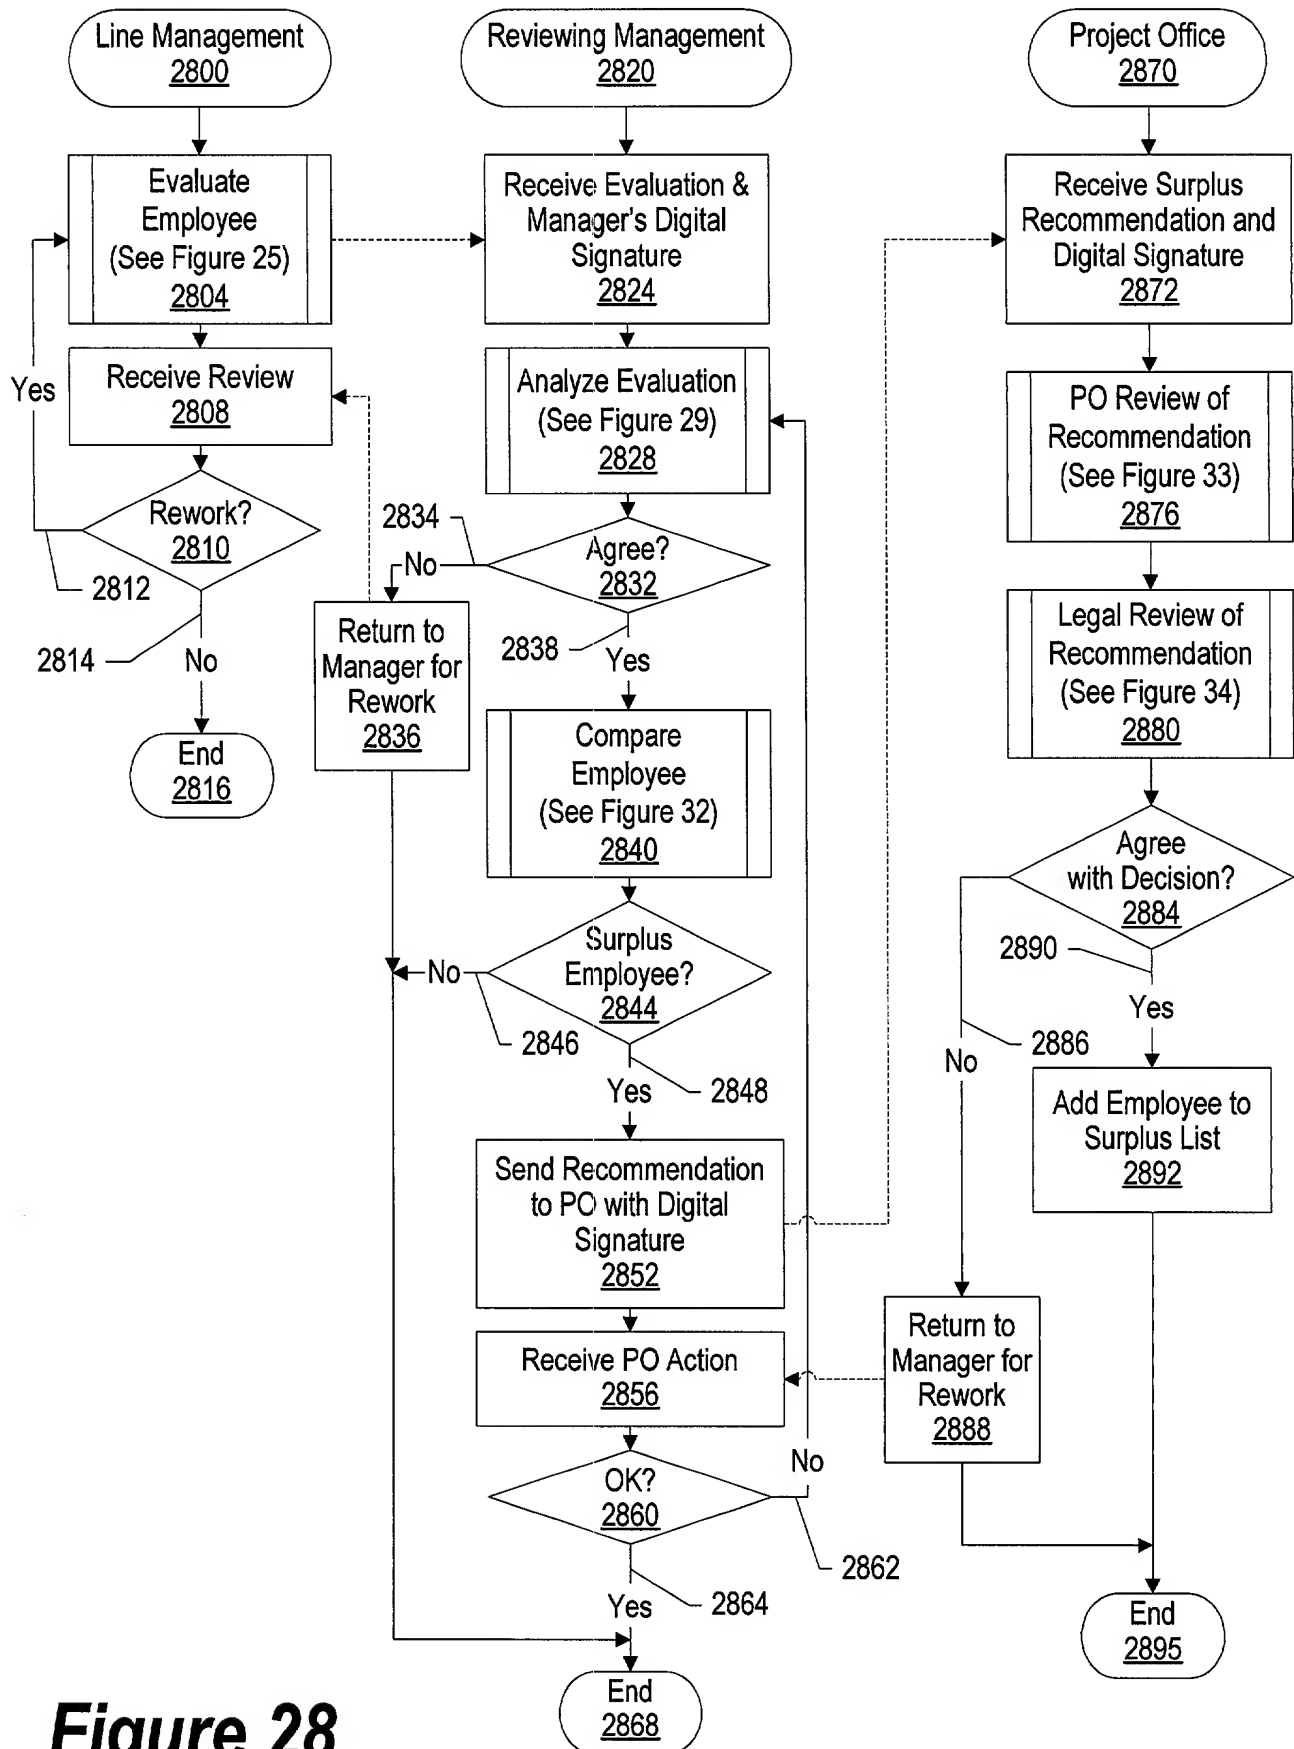 Line Management
2800
Evaluate
Employee
(See Figure 25)
2804
Receive Review
2808
Yes
Rework?
2810
2812
2814
No
End
2816
Reviewing Management
2820
Receive Evaluation &
Manager's Digital
Signature
2824
Analyze Evaluation
(See Figure 29)
2828
2834
Agree?
2832
No
2838
Yes
Return to
Manager for
Rework
2836
Compare
Employee
(See Figure 32)
2840
Surplus
Employee?
2844
No
2846
2848
Yes
Send Recommendation
to PO with Digital
Signature
2852
Receive PO Action
2856
OK?
2860
No
2862
2864
Yes
End
2868
Project Office
2870
Receive Surplus
Recommendation and
Digital Signature
2872
PO Review of
Recommendation
(See Figure 33)
2876
Legal Review of
Recommendation
(See Figure 34)
2880
Agree
with Decision?
2884
2890
Yes
2886
No
Add Employee to
Surplus List
2892
Return to
Manager for
Rework
2888
End
2895
Figure 28